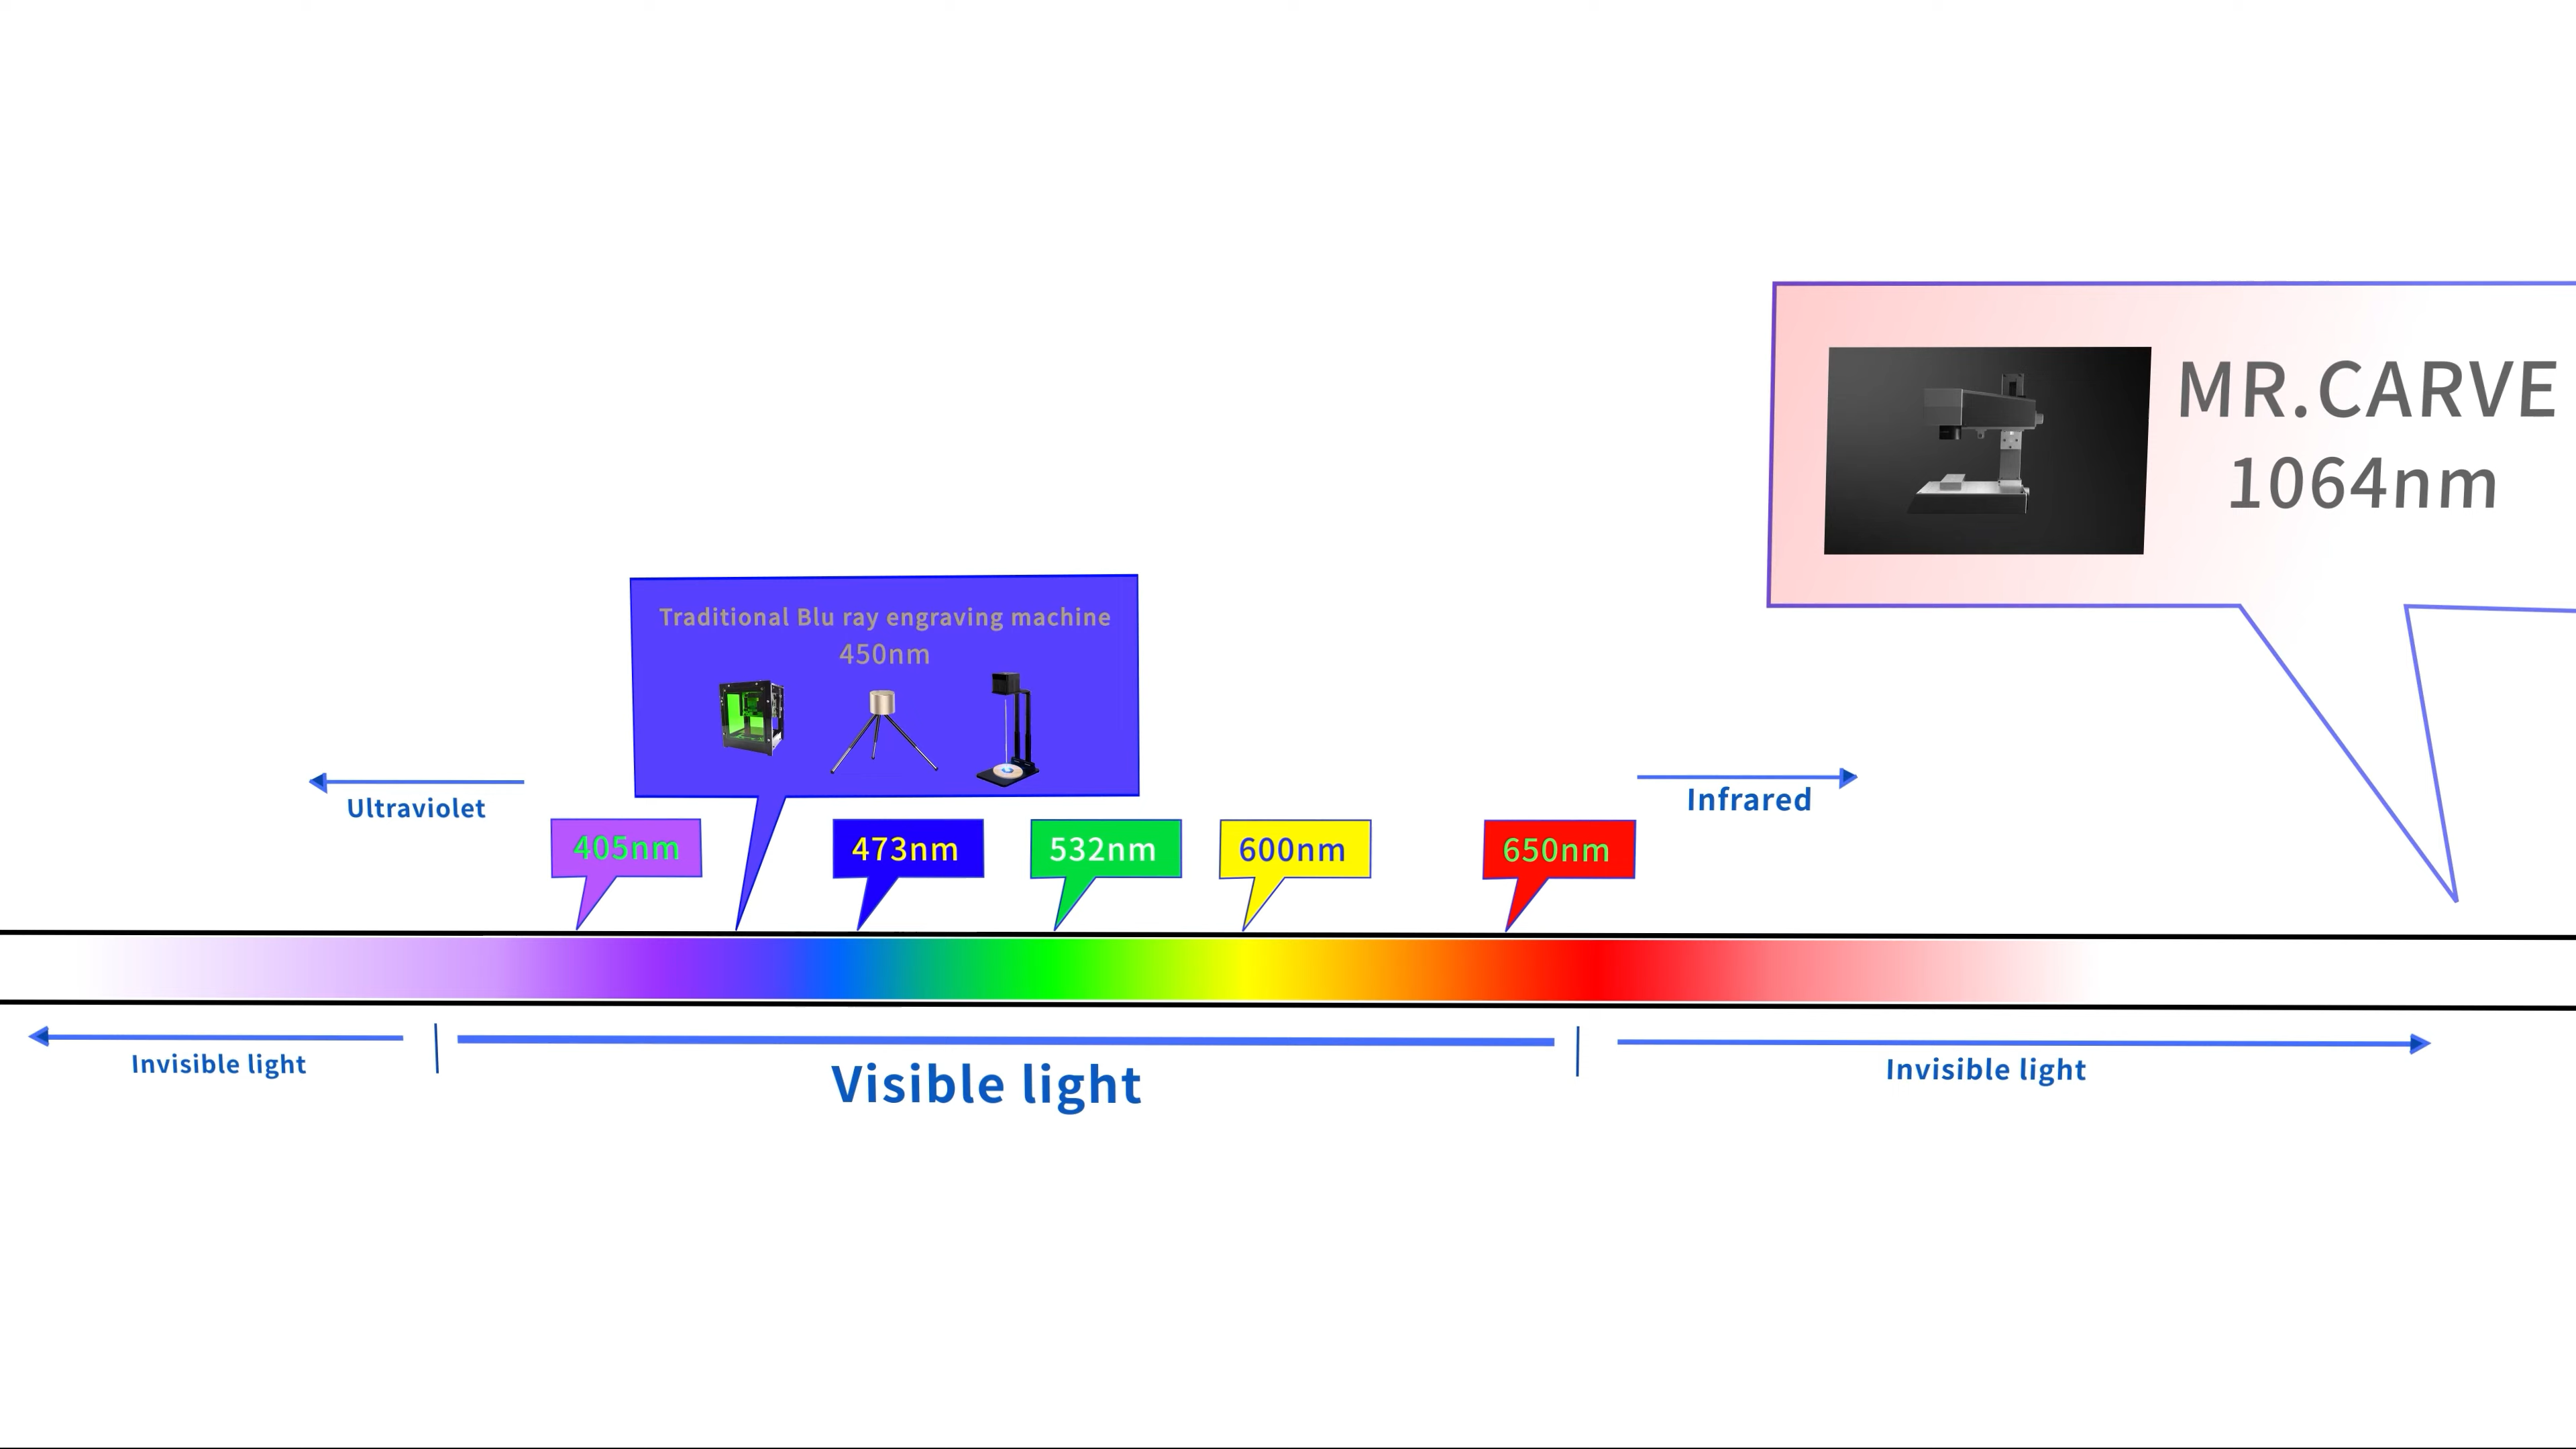 MR.CARVE
1064nm
Traditional Blu ray engraving machine
450nm
Ultraviolet
Infrared
405nm
473nm
532nm
600nm
650nm
Invisible light
Visible light
Invisible light